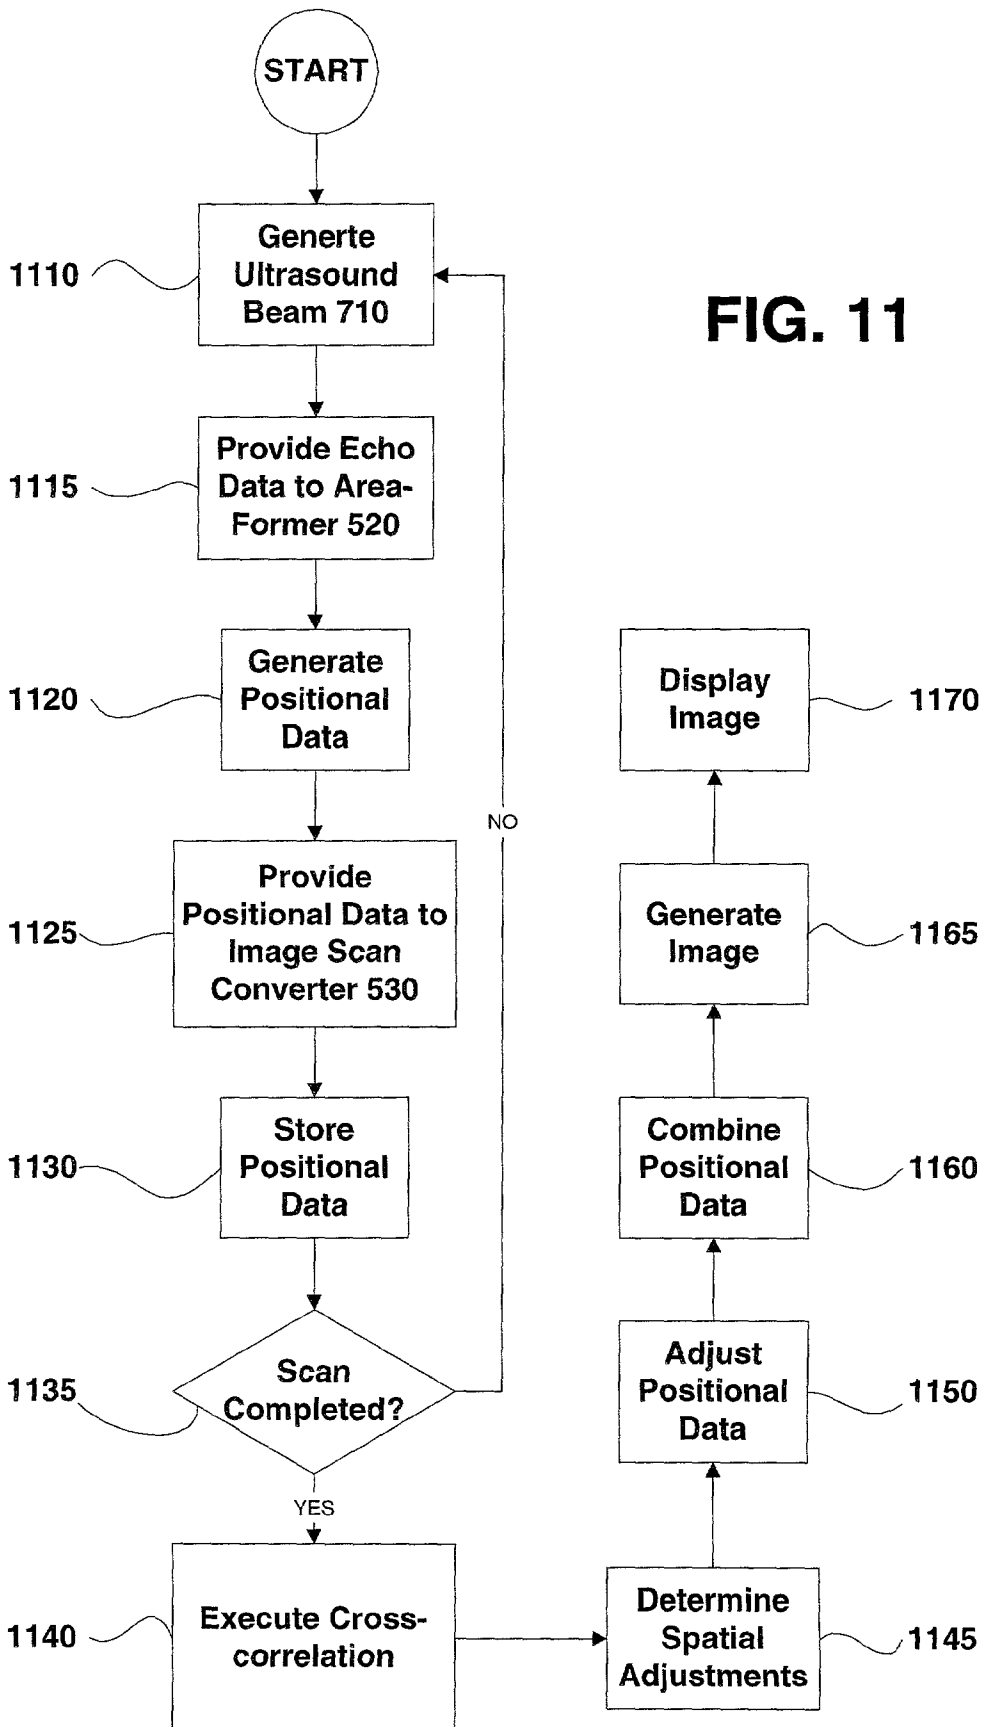 START
1110
Generte
Ultrasound
Beam 710
FIG. 11
1115
Provide Echo
Data to Area-
Former 520
1120
Generate
Positional
Data
NO
1125
Provide
Positional Data to
Image Scan
Converter 530
1130
Store
Positional
Data
1135
Scan
Completed?
YES
1140
Execute Cross-
correlation
Determine
Spatial
Adjustments
1145
Adjust
Positional
Data
1150
Combine
Positional
Data
1160
Generate
Image
1165
Display
Image
1170